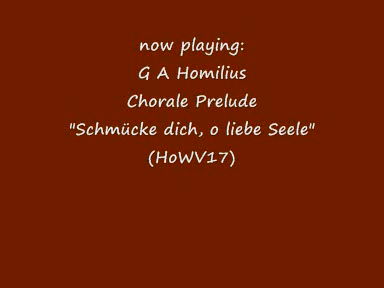 now playing:
G A Homilius
Chorale Prelude
"Schmücke dich, o liebe Seele"
(HoWV17)